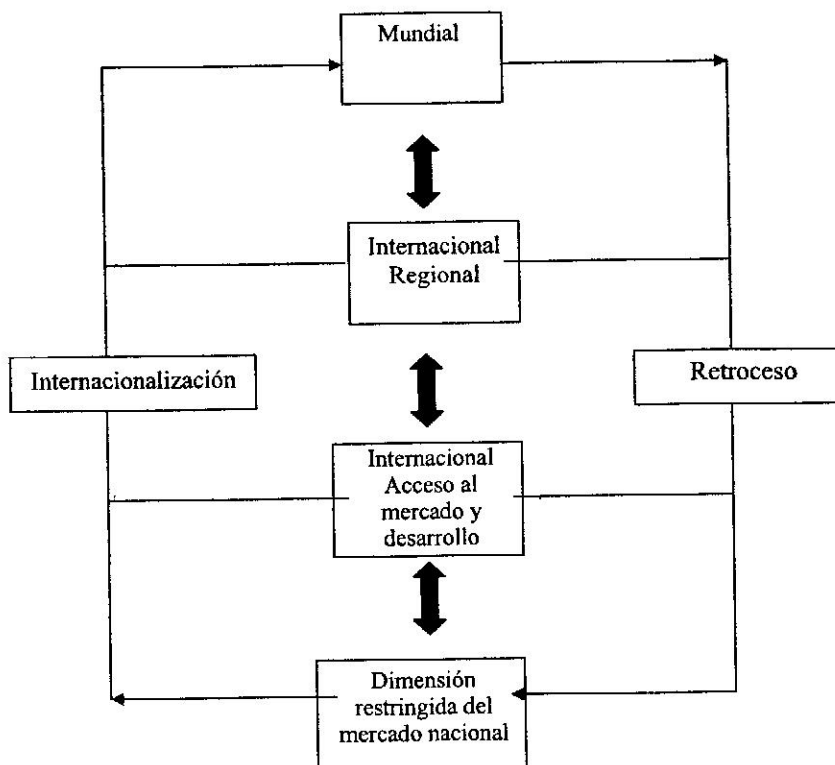 Mundial
Internacional
Regional
Internacionalización
Retroceso
Internacional
Acceso al
mercado y
desarrollo
Dimensión
restringida del
mercado nacional